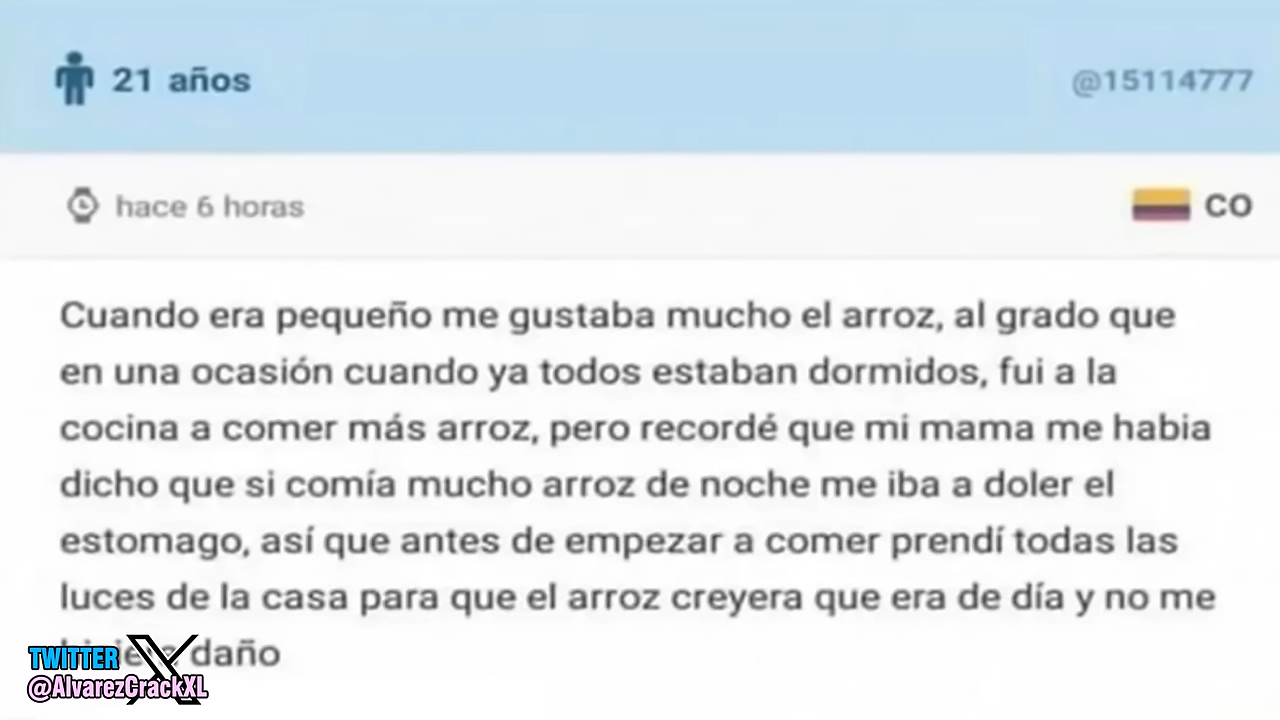 21 años
@15114777
hace 6 horas
CO
Cuando era pequeño me gustaba mucho el arroz, al grado que
en una ocasión cuando ya todos estaban dormidos, fui a la
cocina a comer más arroz, pero recordé que mi mama me habia
dicho que si comía mucho arroz de noche me iba a doler el
estomago, así que antes de empezar a comer prendí todas las
luces de la casa para que el arroz creyera que era de día y no me
daño
TWITTER
@AlvarezCrackXL